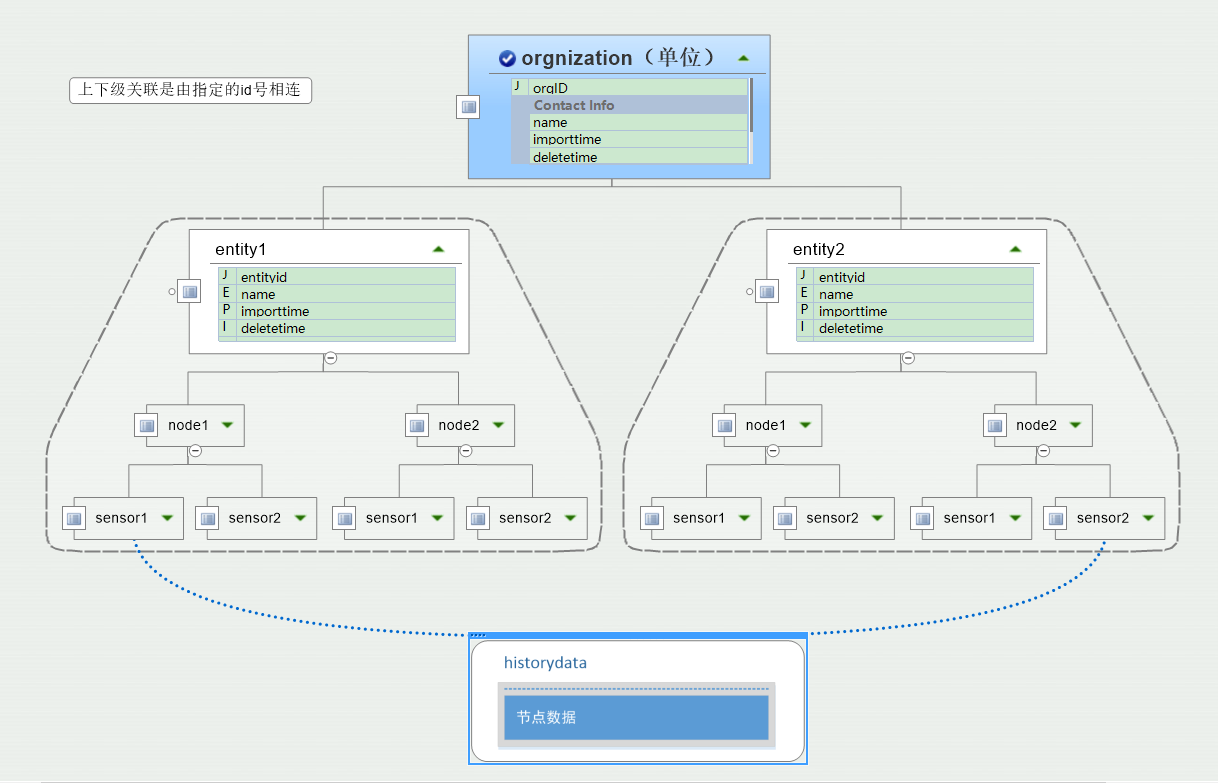 orgnization（单位）
上下级关联是由指定的id号相连
J orgID
Contact Info
name
importtime
deletetime
entity1
J entityid
E name
P importtime
I deletetime
entity2
J entityid
E name
P importtime
I deletetime
node1
node2
node1
node2
sensor1
sensor2
sensor1
sensor2
sensor1
sensor2
sensor1
sensor2
historydata
节点数据